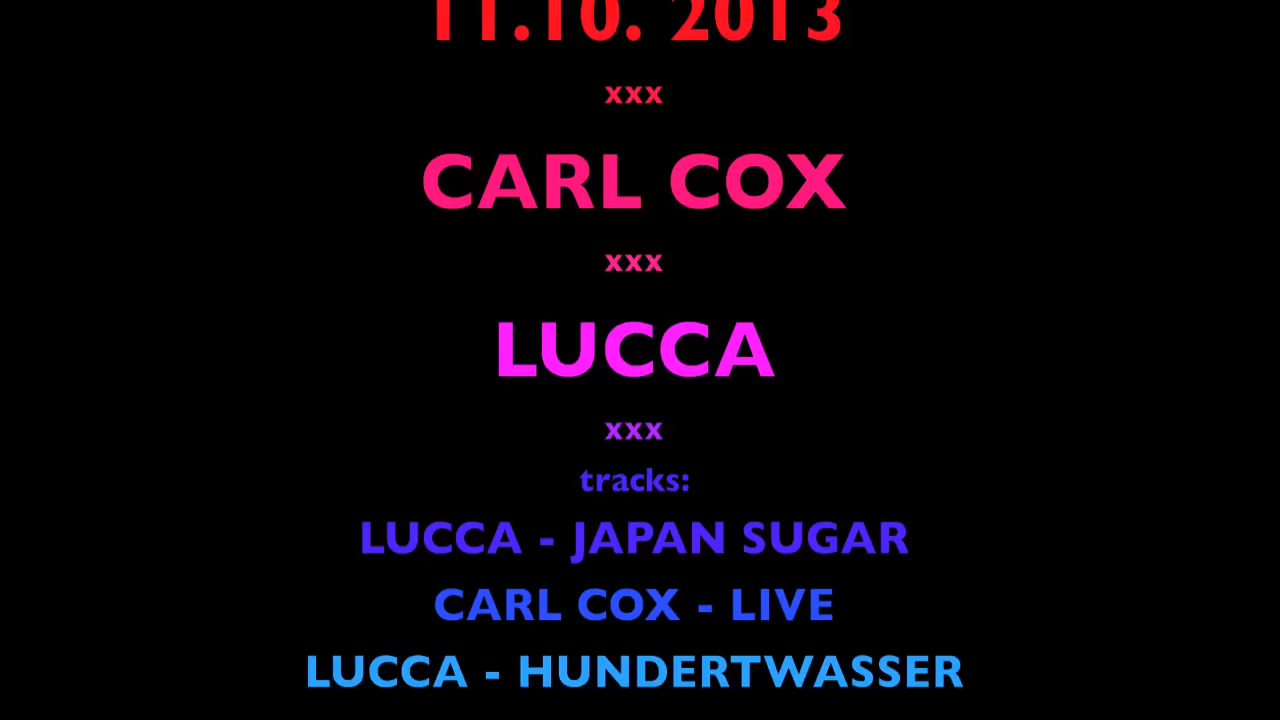 11.10. 2013
xxx
CARL COX
xxx
LUCCA
xxx
tracks:
LUCCA - JAPAN SUGAR
CARL COX - LIVE
LUCCA - HUNDERTWASSER